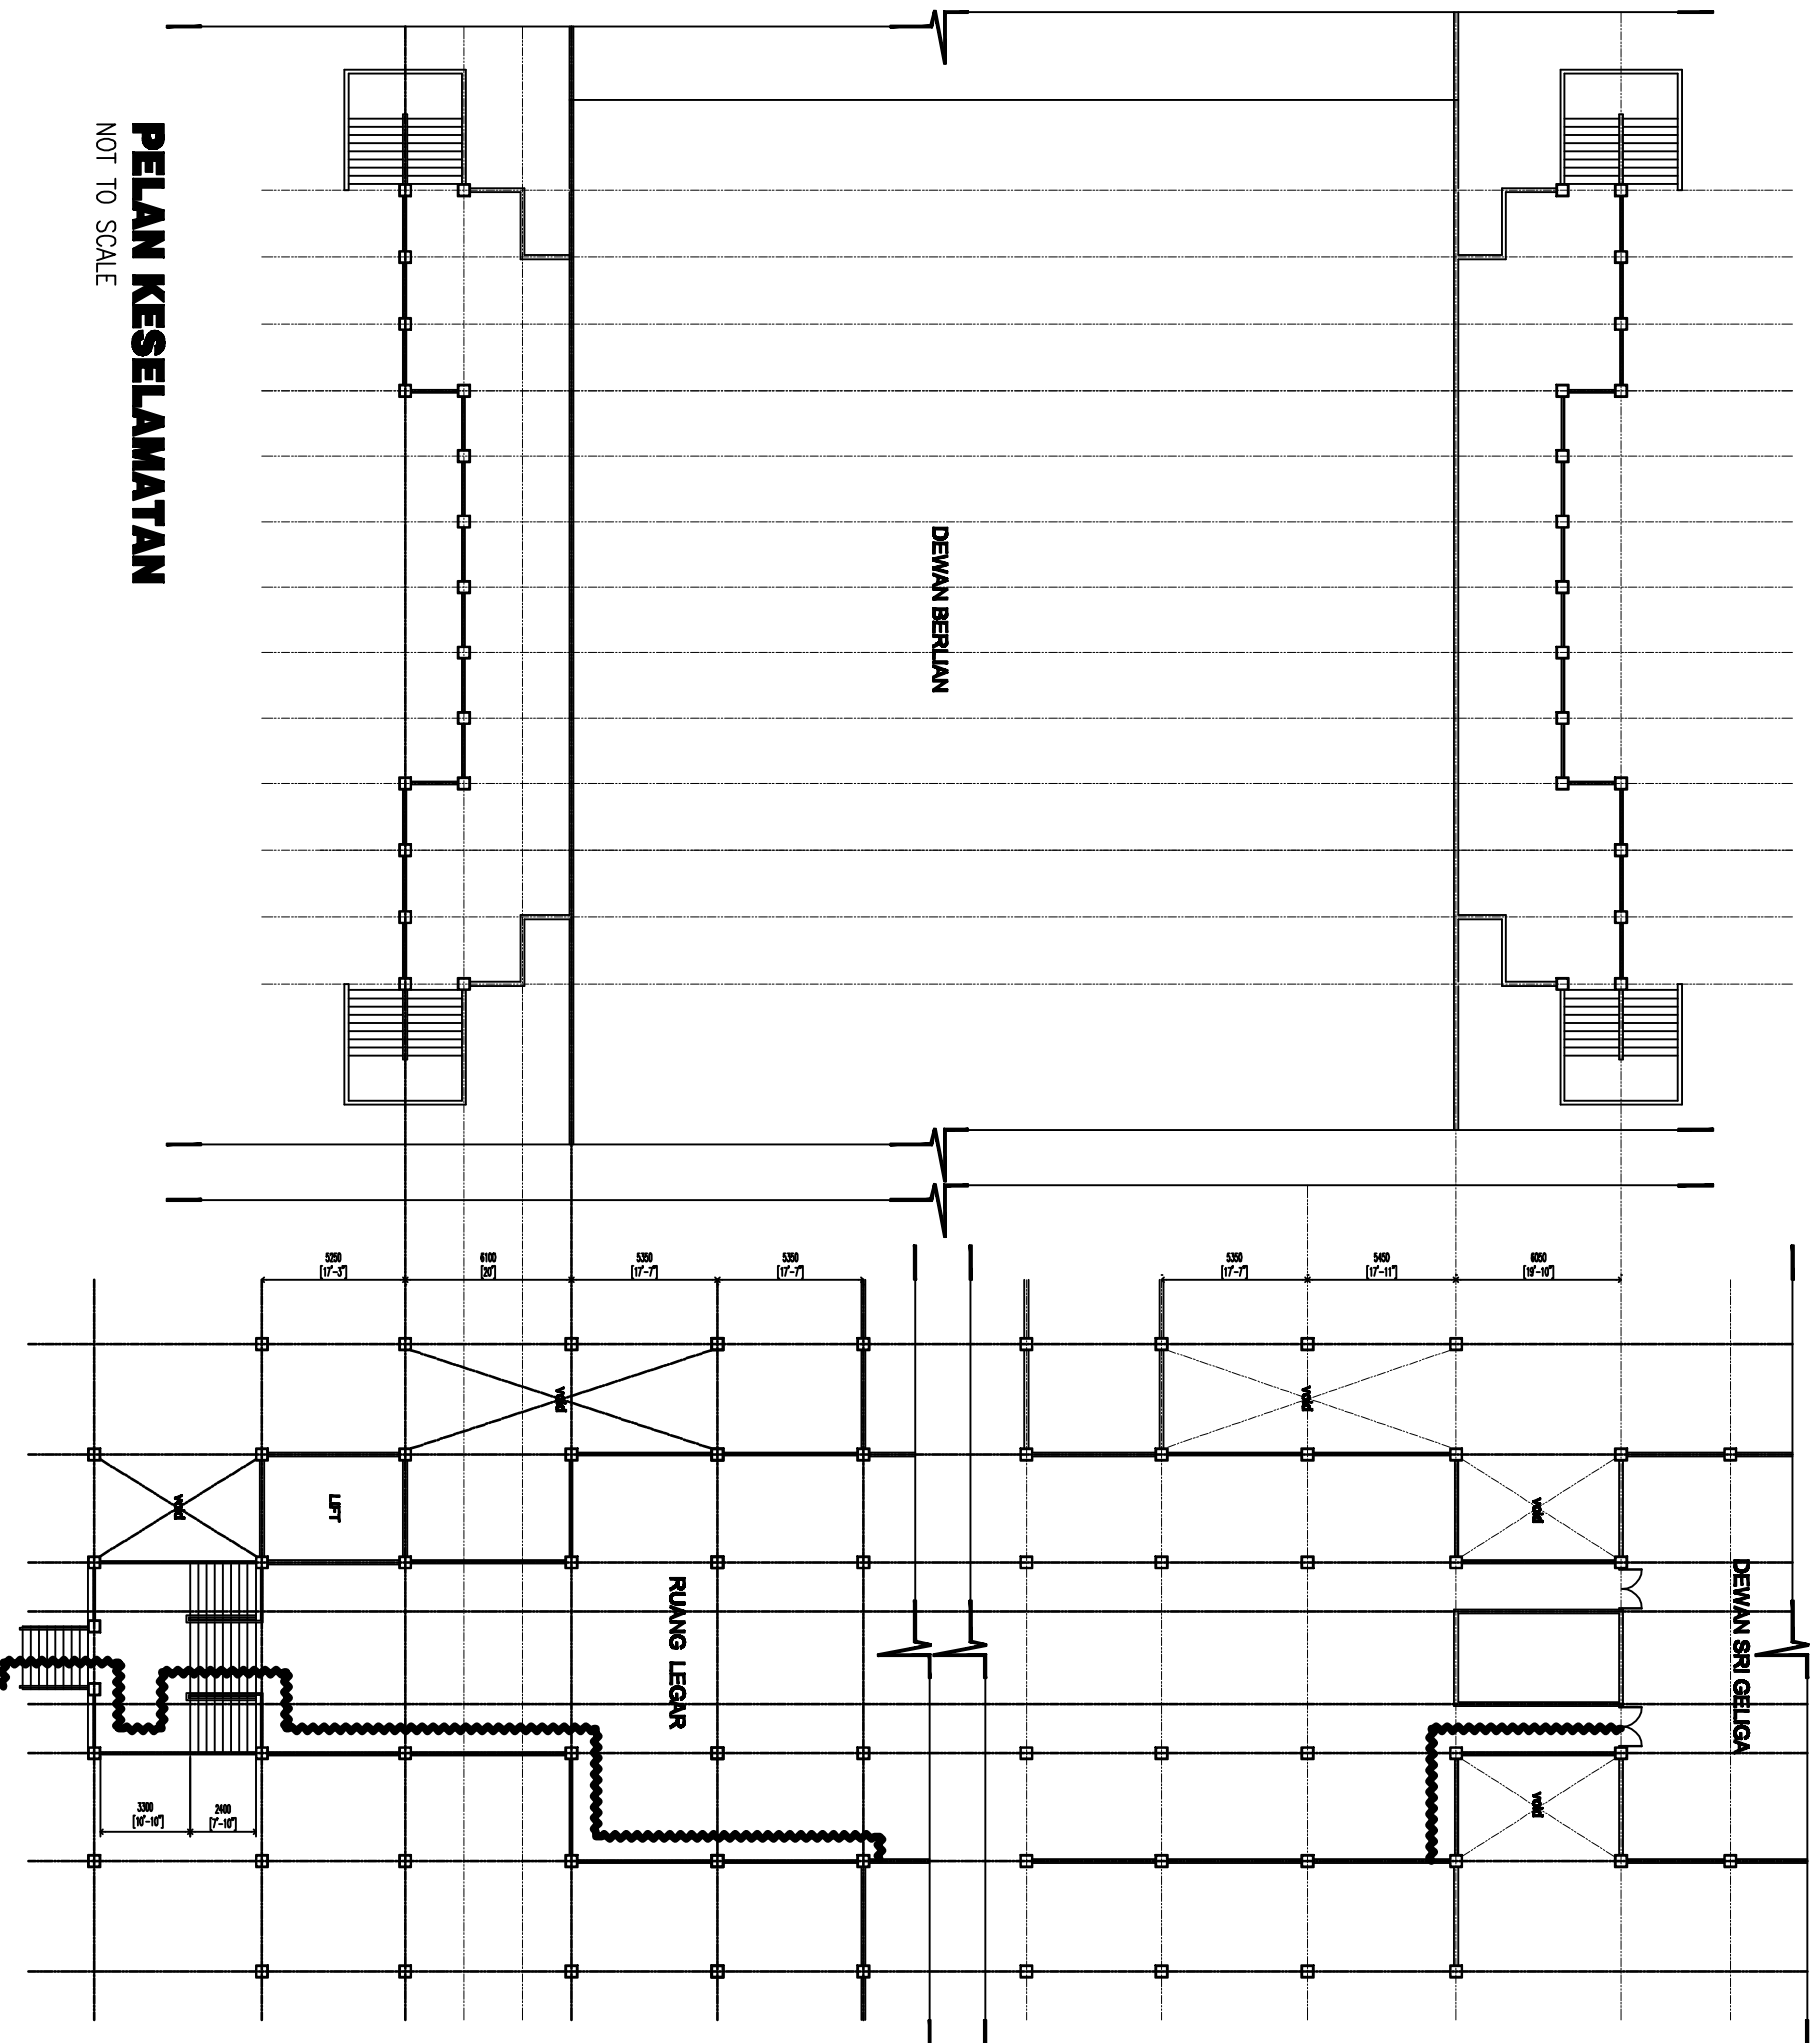 PELAN KESELAMATAN
NOT TO SCALE
DEWAN BERLIAN
5250
[17'-3"]
6100
[20']
5350
[17'-7"]
5350
[17'-7"]
5350
[17'-7"]
5450
[17'-11"]
6050
[19'-10"]
void
void
void
LIFT
void
RUANG LEGAR
DEWAN SRI GELIGA
3300
[10'-10"]
2400
[7'-10"]
void